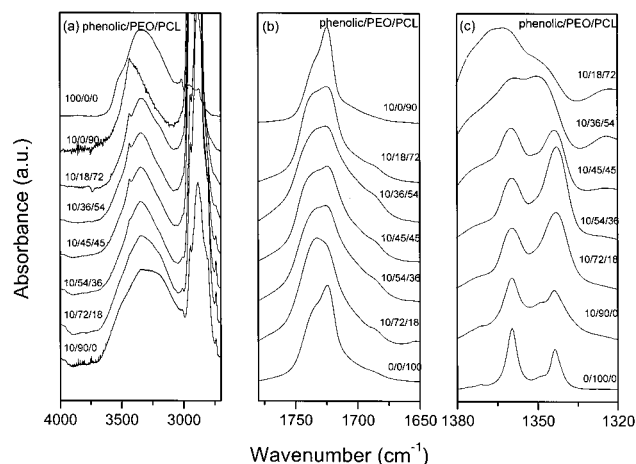 (a) phenolic/PEO/PCL
100/0/0
10/0/90
10/18/72
10/36/54
10/45/45
10/54/36
10/72/18
10/90/0
4000 3500 3000
(b) phenolic/PEO/PCL
10/0/90
10/18/72
10/36/54
10/45/45
10/54/36
10/72/18
0/0/100
1750 1700 1650
(c) phenolic/PEO/PCL
10/18/72
10/36/54
10/45/45
10/54/36
10/72/18
10/90/0
0/100/0
1380 1360 1340 1320
Absorbance (a.u.)
Wavenumber (cm⁻¹)